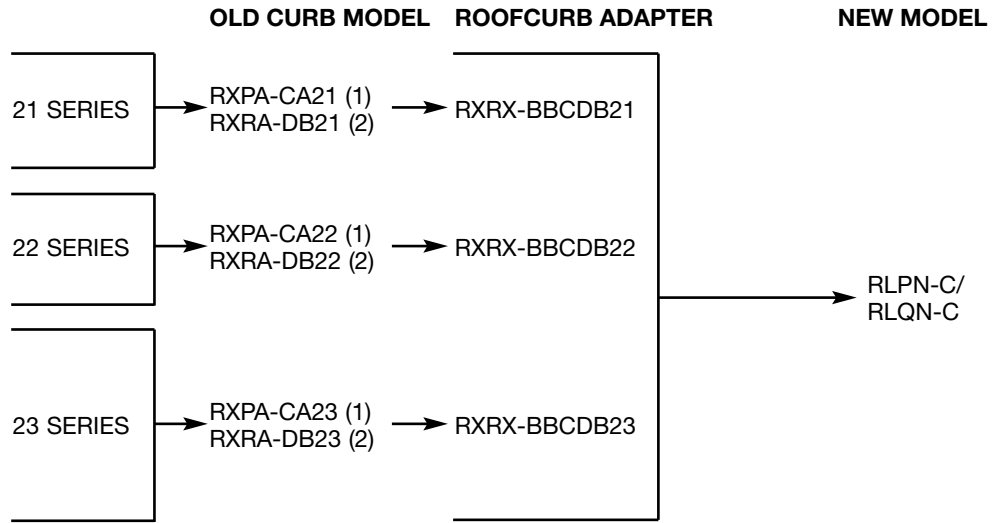 OLD CURB MODEL ROOFCURB ADAPTER NEW MODEL
21 SERIES
RXPA-CA21 (1)
RXRA-DB21 (2)
RXRX-BBCDB21
22 SERIES
RXPA-CA22 (1)
RXRA-DB22 (2)
RXRX-BBCDB22
RLPN-C/
RLQN-C
23 SERIES
RXPA-CA23 (1)
RXRA-DB23 (2)
RXRX-BBCDB23